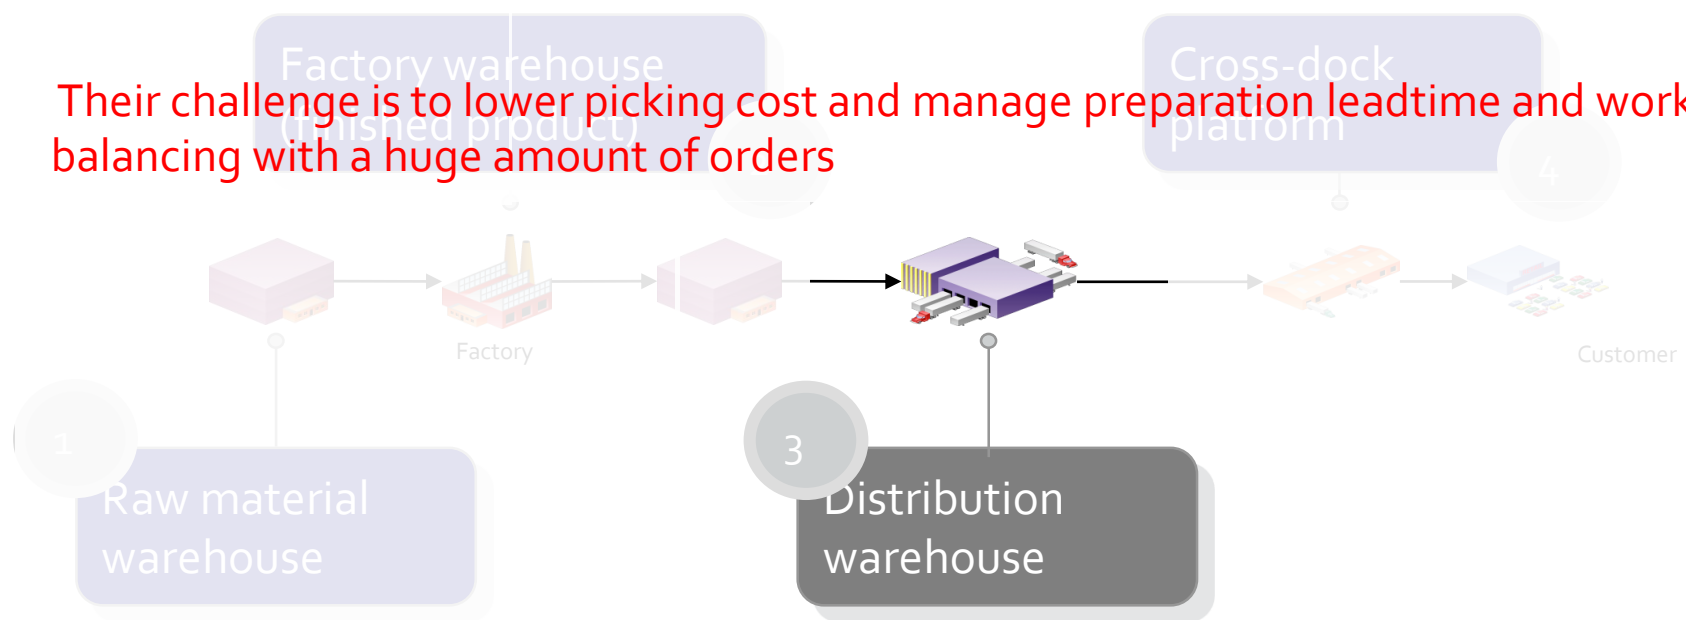 Factory warehouse
(finished product)
Cross-dock
platform
4
Their challenge is to lower picking cost and manage preparation leadtime and work
balancing with a huge amount of orders
Factory
Customer
1
Raw material
warehouse
3
Distribution
warehouse